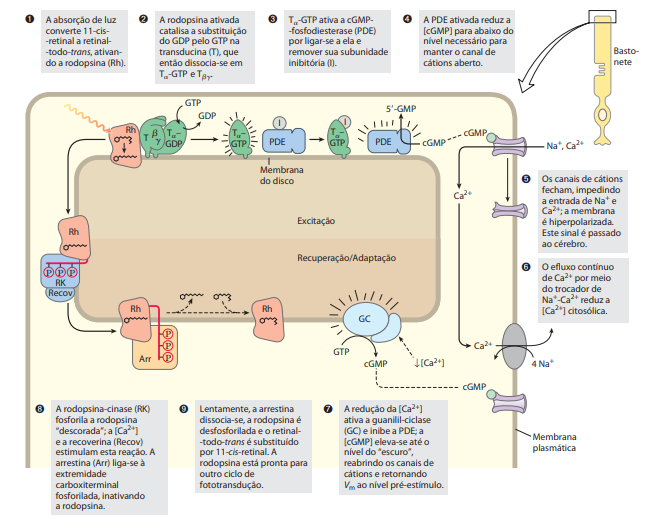 ❶ A absorção de luz
converte 11-cis-
-retinal a retinal-
-todo-trans, ativan-
do a rodopsina (Rh).
❷ A rodopsina ativada
catalisa a substituição
do GDP pelo GTP na
transducina (T), que
então dissocia-se em
Tα-GTP e Tβγ.
❸ Tα-GTP ativa a cGMP-
-fosfodiesterase (PDE)
por ligar-se a ela e
remover sua subunidade
inibitória (I).
❹ A PDE ativada reduz a
[cGMP] para abaixo do
nível necessário para
manter o canal de
cátions aberto.
Basto-
nete
GTP
GDP
Rh
T β γ
Tα–
GDP
Tα–
GTP
I
PDE
Tα–
GTP
I
5′-GMP
PDE
cGMP
cGMP
Na⁺, Ca²⁺
Membrana
do disco
Ca²⁺
❺ Os canais de cátions
fecham, impedindo
a entrada de Na⁺ e
Ca²⁺; a membrana
é hiperpolarizada.
Este sinal é passado
ao cérebro.
Excitação
Recuperação/Adaptação
Rh
P P P
RK
Recov
❻ O efluxo contínuo
de Ca²⁺ por meio
do trocador de
Na⁺-Ca²⁺ reduz a
[Ca²⁺] citosólica.
Rh
P
P
P
Arr
Rh
GC
GTP
cGMP
↓[Ca²⁺]
Ca²⁺
4 Na⁺
cGMP
Membrana
plasmática
❽ A rodopsina-cinase (RK)
fosforila a rodopsina
“descorada”; a [Ca²⁺]
e a recoverina (Recov)
estimulam esta reação. A
arrestina (Arr) liga-se à
extremidade
carboxiterminal
fosforilada, inativando
a rodopsina.
❾ Lentamente, a arrestina
dissocia-se, a rodopsina é
desfosforilada e o retinal-
-todo-trans é substituído
por 11-cis-retinal. A
rodopsina está pronta para
outro ciclo de
fototransdução.
❼ A redução da [Ca²⁺]
ativa a guanilil-ciclase
(GC) e inibe a PDE; a
[cGMP] eleva-se até o
nível do “escuro”,
reabrindo os canais de
cátions e retornando
Vm ao nível pré-estímulo.